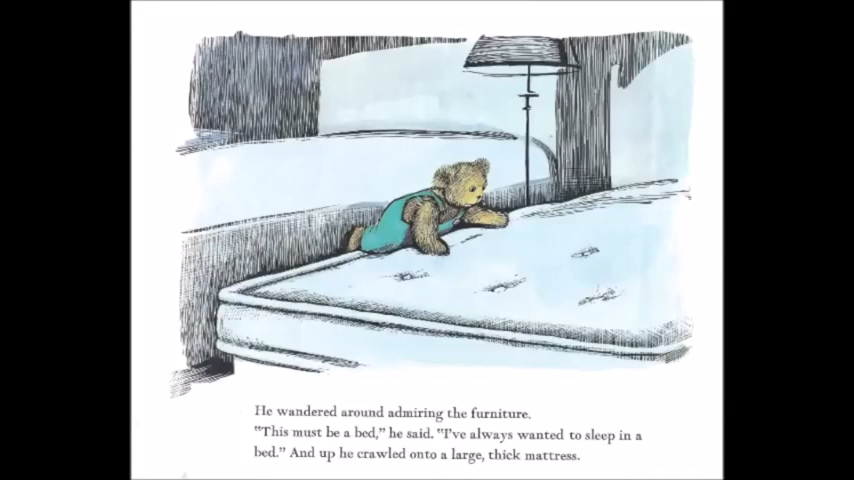 He wandered around admiring the furniture.
"This must be a bed," he said. "I've always wanted to sleep in a
bed." And up he crawled onto a large, thick mattress.